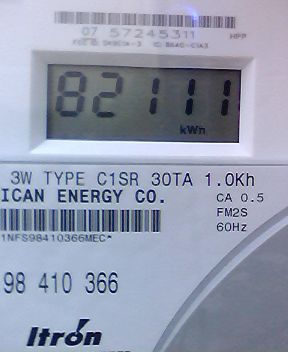 07 57245311
HPP
82111
kWh
3W TYPE C1SR 30TA 1.0Kh
ICAN ENERGY CO.
CA 0.5
FM2S
60Hz
1NFS98410366MEC*
98 410 366
Itron